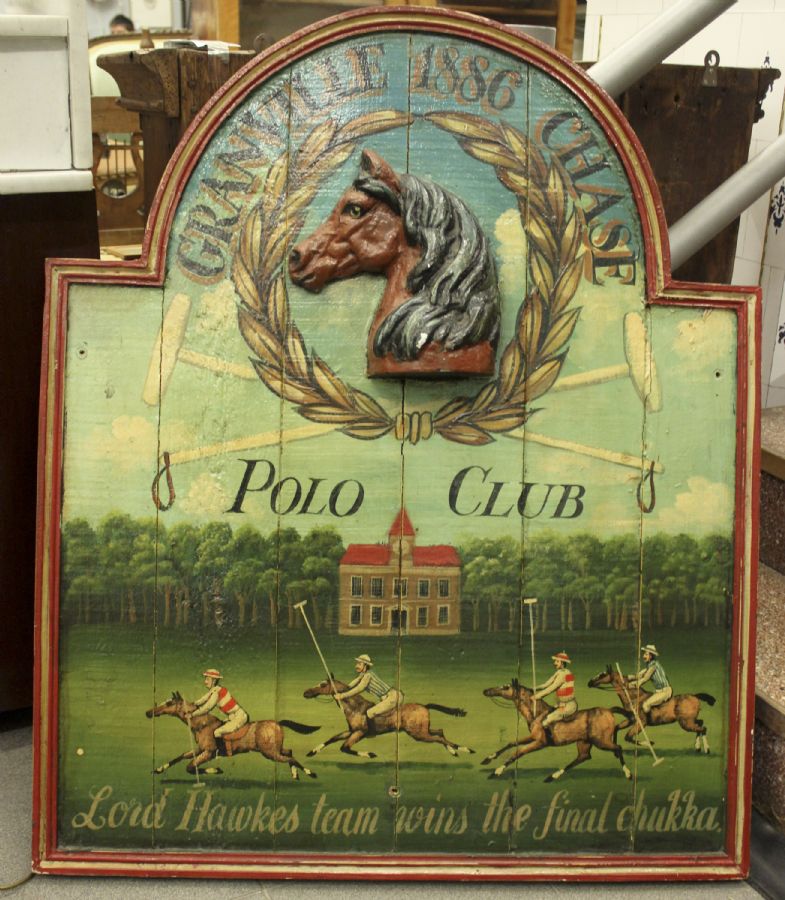 GRANVILLE 1886 CHASE
POLO CLUB
Lord Hawkes team wins the final chukka.